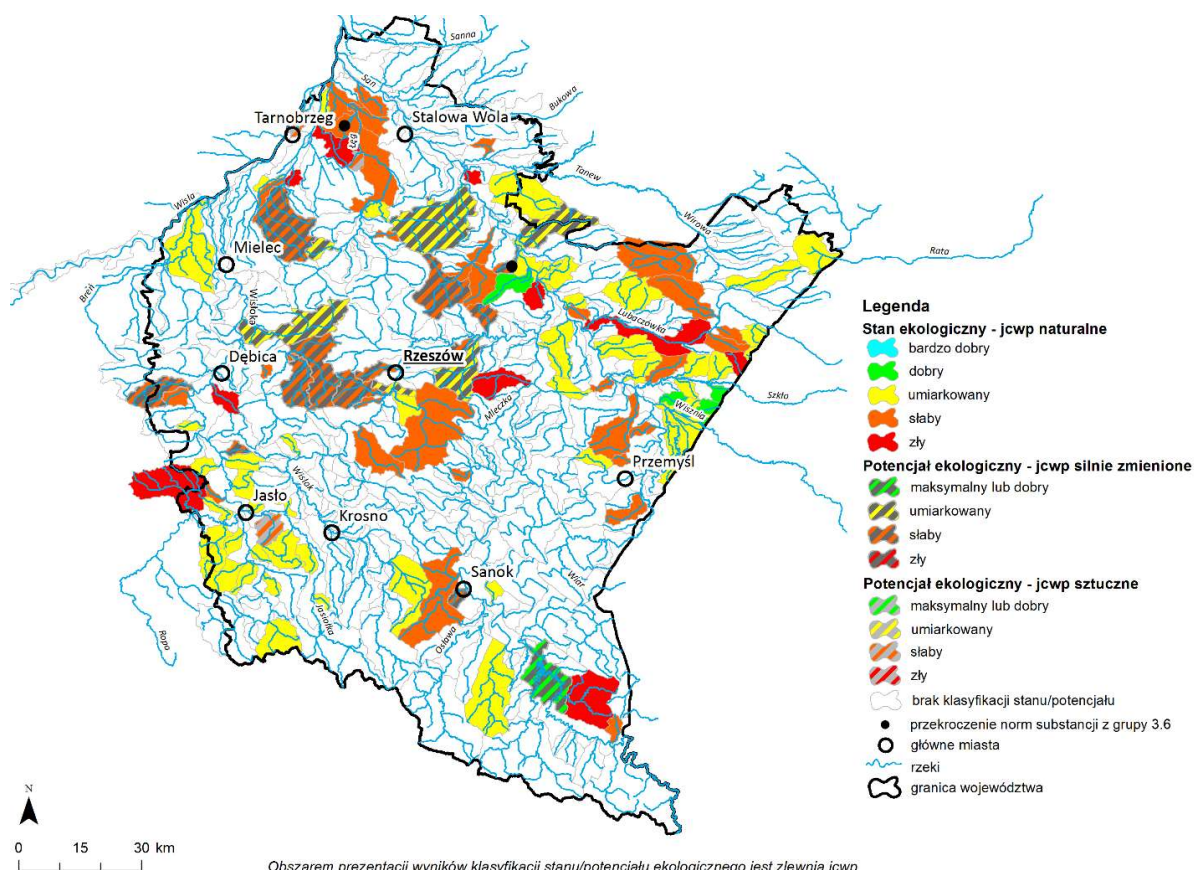 Sanna
San
Bukowa
Tarnobrzeg
Stalowa Wola
Łęg
Tanew
Wisła
Wirowa
Mielec
Rata
Breń
Wisłoka
Lubaczówka
Dębica
Rzeszów
Mleczka
Szkła
Wisznia
Przemyśl
Wisłok
Jasło
Krosno
Sanok
Wiar
Jasiołka
Osława
Ropa
Legenda
Stan ekologiczny - jcwp naturalne
bardzo dobry
dobry
umiarkowany
słaby
zły
Potencjał ekologiczny - jcwp silnie zmienione
maksymalny lub dobry
umiarkowany
słaby
zły
Potencjał ekologiczny - jcwp sztuczne
maksymalny lub dobry
umiarkowany
słaby
zły
brak klasyfikacji stanu/potencjału
przekroczenie norm substancji z grupy 3.6
główne miasta
rzeki
granica województwa
N
0 15 30 km
Obszarem prezentacji wyników klasyfikacji stanu/potencjału ekologicznego jest zlewnia jcwp